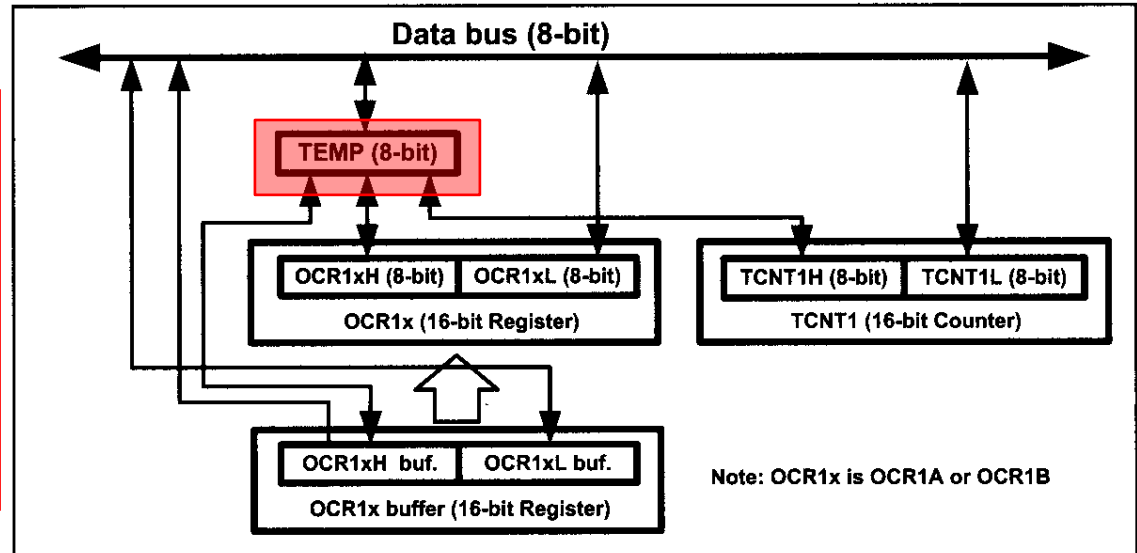 Data bus (8-bit)
TEMP (8-bit)
OCR1xH (8-bit) OCR1xL (8-bit)
OCR1x (16-bit Register)
TCNT1H (8-bit) TCNT1L (8-bit)
TCNT1 (16-bit Counter)
OCR1xH buf. OCR1xL buf.
OCR1x buffer (16-bit Register)
Note: OCR1x is OCR1A or OCR1B